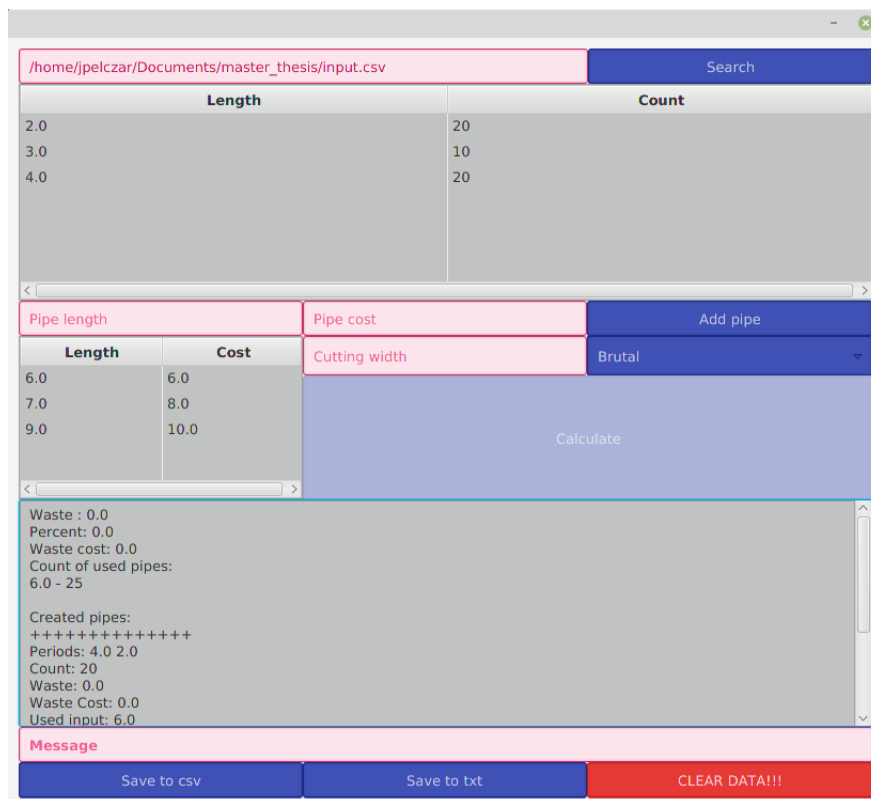 /home/jpelczar/Documents/master_thesis/input.csv Search
Length Count
2.0 20
3.0 10
4.0 20
Pipe length Pipe cost Add pipe
Length Cost Cutting width Brutal
6.0 6.0
7.0 8.0
9.0 10.0
Calculate
Waste : 0.0
Percent: 0.0
Waste cost: 0.0
Count of used pipes:
6.0 - 25
Created pipes:
++++++++++++++
Periods: 4.0 2.0
Count: 20
Waste: 0.0
Waste Cost: 0.0
Used input: 6.0
Message
Save to csv Save to txt CLEAR DATA!!!